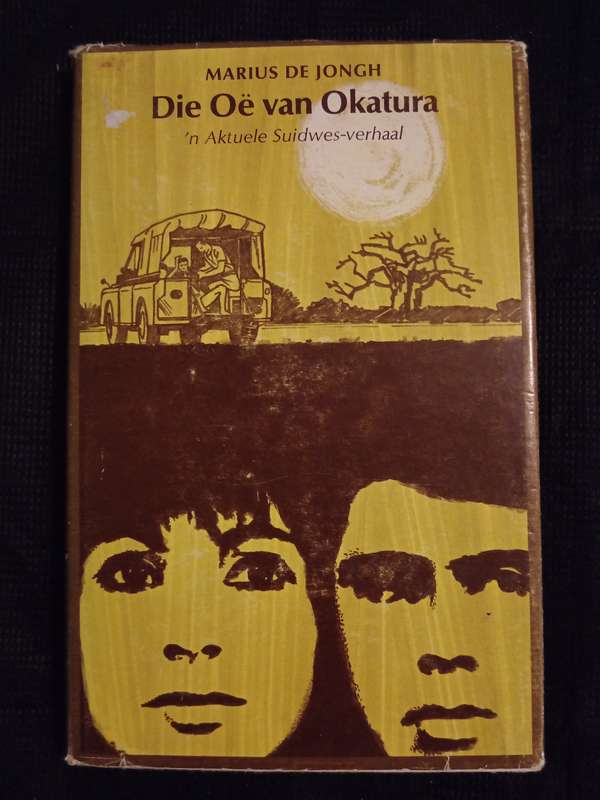 MARIUS DE JONGH
Die Oë van Okatura
'n Aktuele Suidwes-verhaal